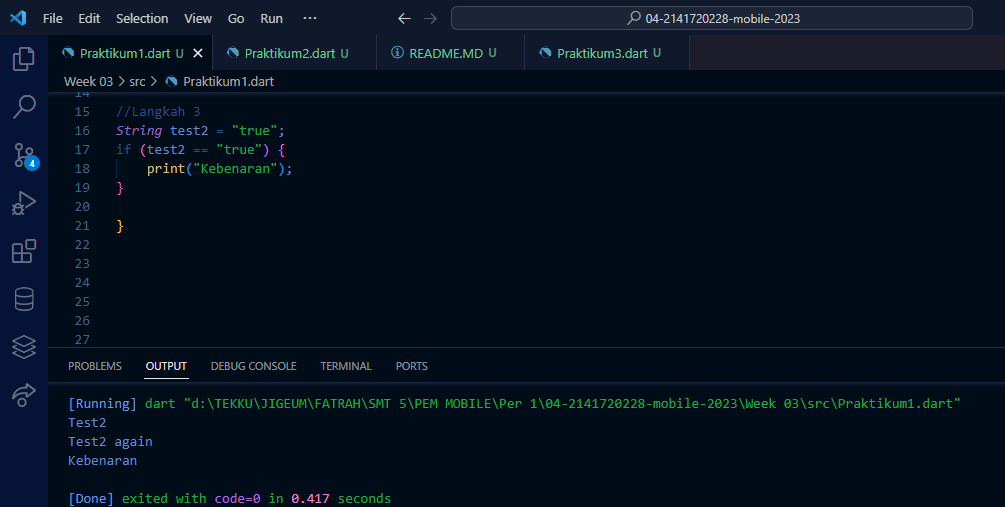 File Edit Selection View Go Run ... 04-2141720228-mobile-2023
Praktikum1.dart U Praktikum2.dart U README.MD U Praktikum3.dart U
Week 03 > src > Praktikum1.dart
14
15 //Langkah 3
16 String test2 = "true";
17 if (test2 == "true") {
18 print("Kebenaran");
19 }
20
21 }
22
23
24
25
26
27
4
PROBLEMS OUTPUT DEBUG CONSOLE TERMINAL PORTS
[Running] dart "d:\TEKKU\JIGEUM\FATRAH\SMT 5\PEM MOBILE\Per 1\04-2141720228-mobile-2023\Week 03\src\Praktikum1.dart"
Test2
Test2 again
Kebenaran
[Done] exited with code=0 in 0.417 seconds